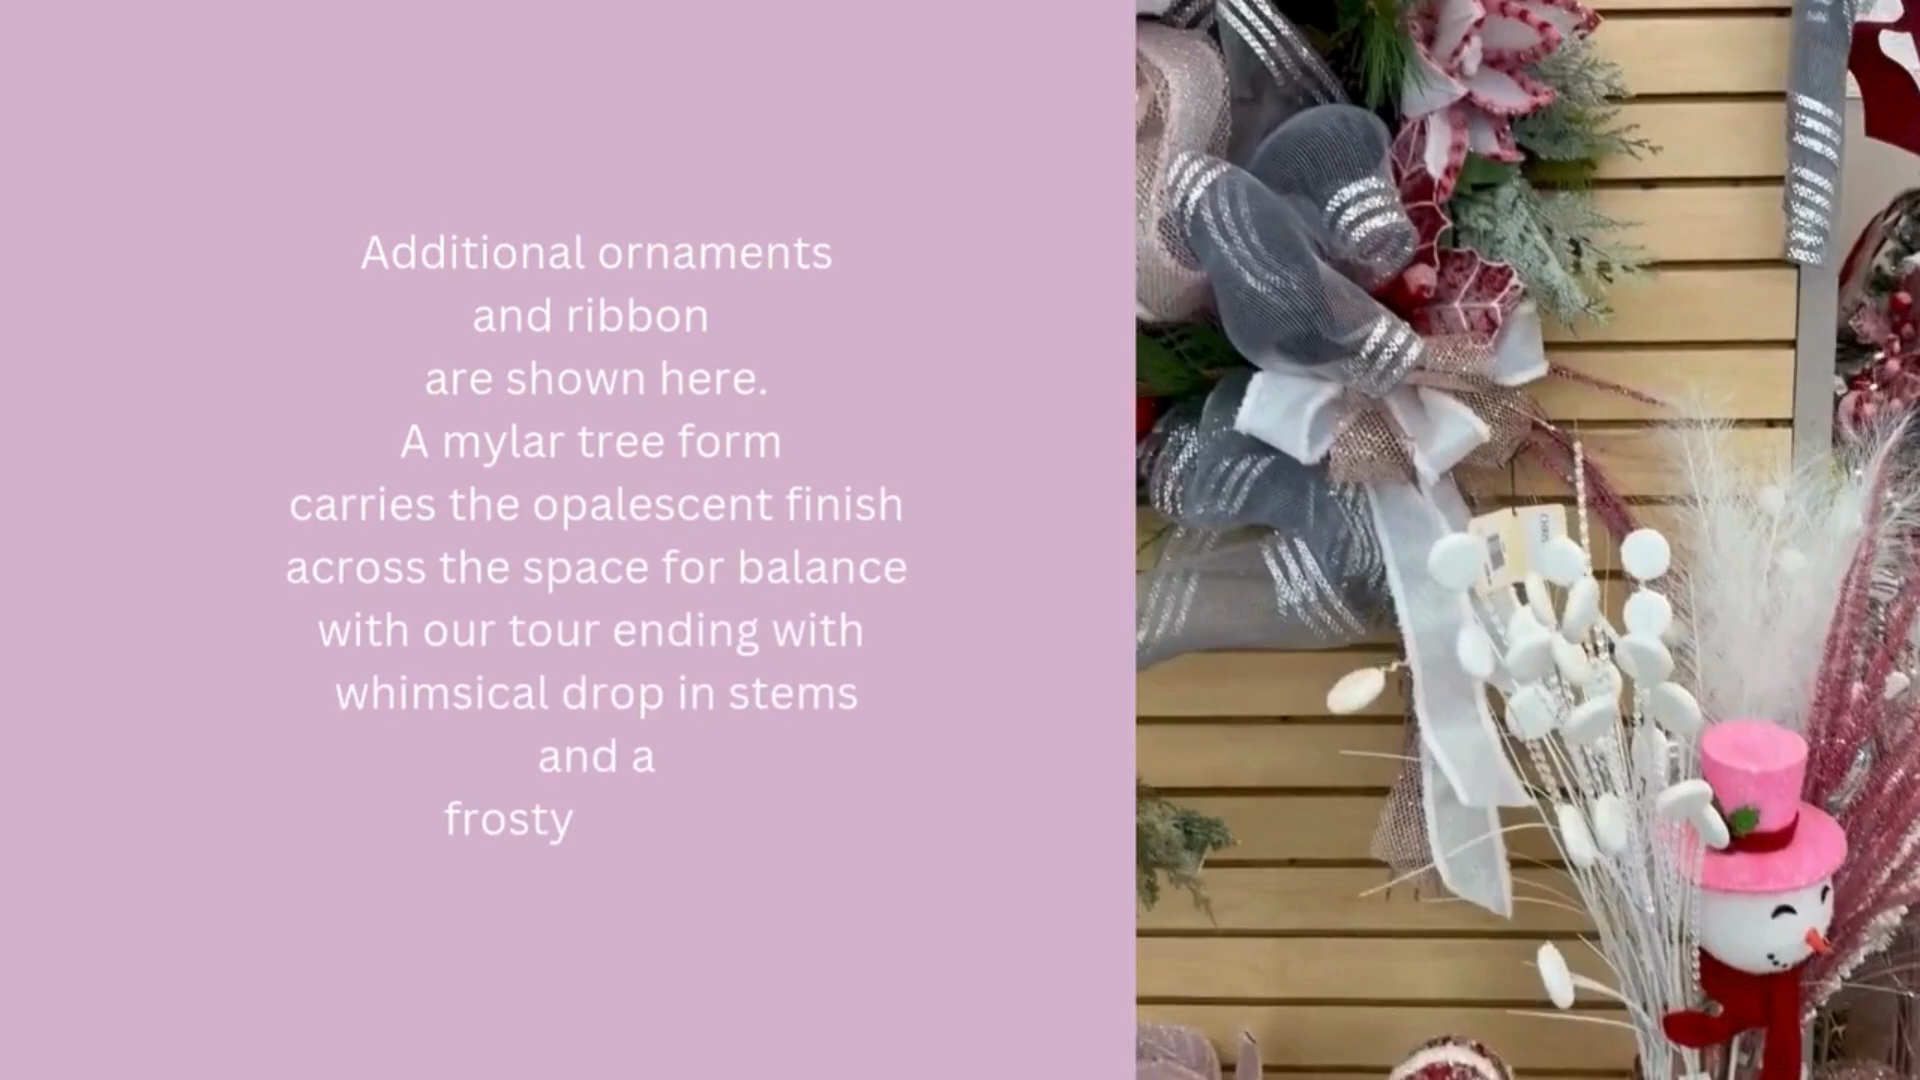 Additional ornaments
and ribbon
are shown here.
A mylar tree form
carries the opalescent finish
across the space for balance
with our tour ending with
whimsical drop in stems
and a
frosty